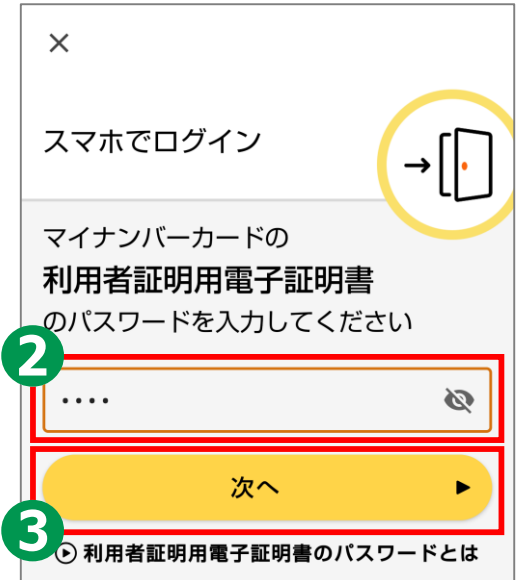 スマホでログイン
マイナンバーカードの
利用者証明用電子証明書
のパスワードを入力してください
2
••••
次へ
3
利用者証明用電子証明書のパスワードとは